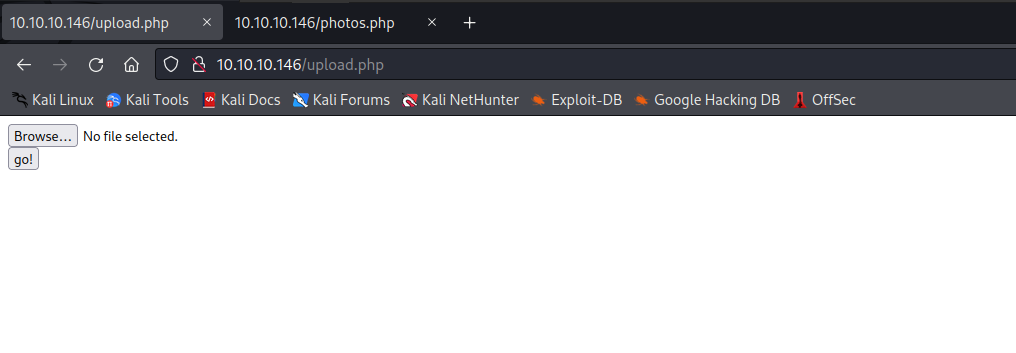 10.10.10.146/upload.php 10.10.10.146/photos.php
10.10.10.146/upload.php
Kali Linux Kali Tools Kali Docs Kali Forums Kali NetHunter Exploit-DB Google Hacking DB OffSec
Browse... No file selected.
go!